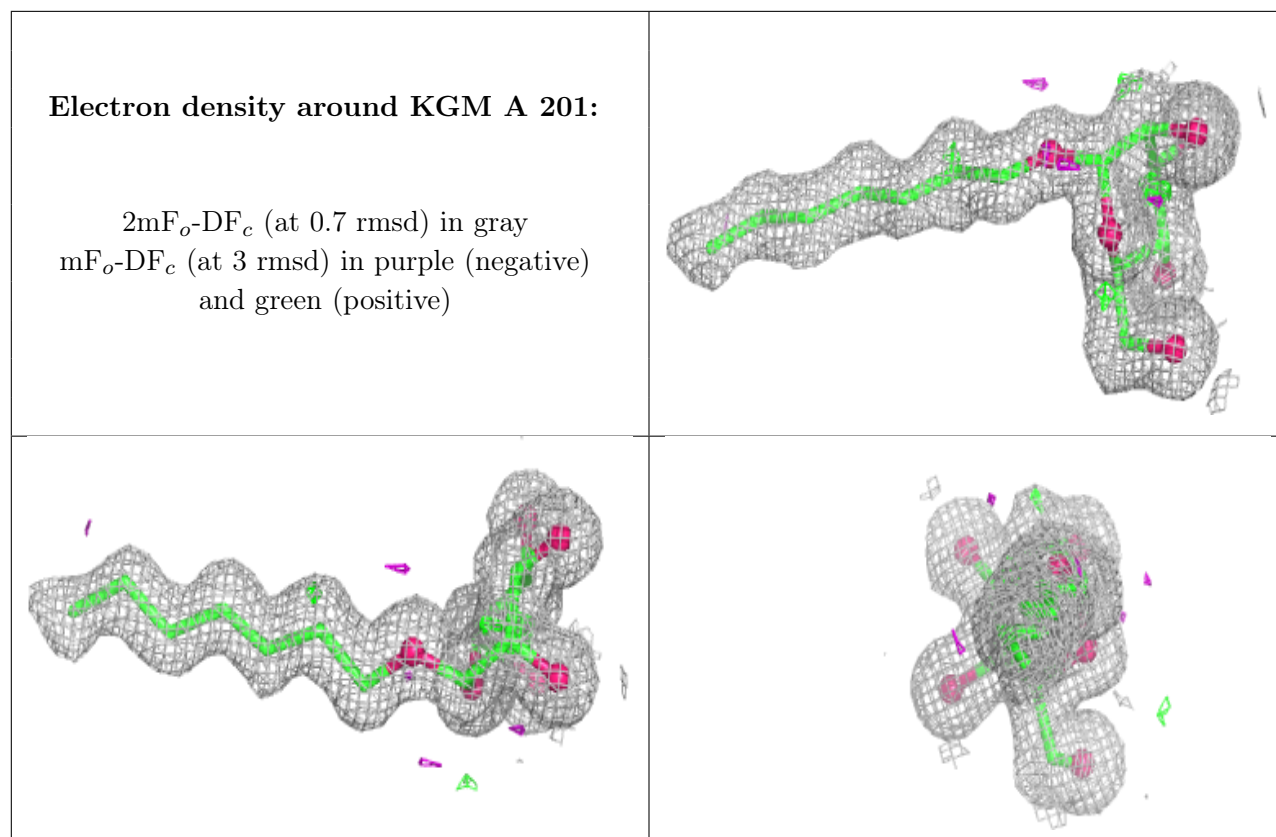 Electron density around KGM A 201:
2mFo-DFc (at 0.7 rmsd) in gray
mFo-DFc (at 3 rmsd) in purple (negative)
and green (positive)